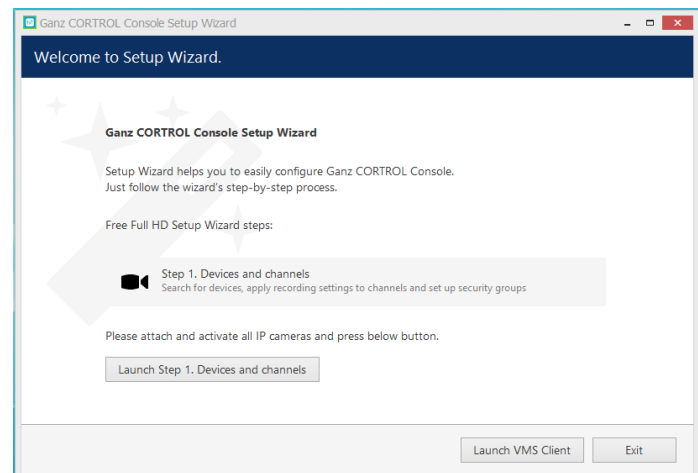 Ganz CORTROL Console Setup Wizard
Welcome to Setup Wizard.
Ganz CORTROL Console Setup Wizard
Setup Wizard helps you to easily configure Ganz CORTROL Console.
Just follow the wizard's step-by-step process.
Free Full HD Setup Wizard steps:
Step 1. Devices and channels
Search for devices, apply recording settings to channels and set up security groups
Please attach and activate all IP cameras and press below button.
Launch Step 1. Devices and channels
Launch VMS Client
Exit